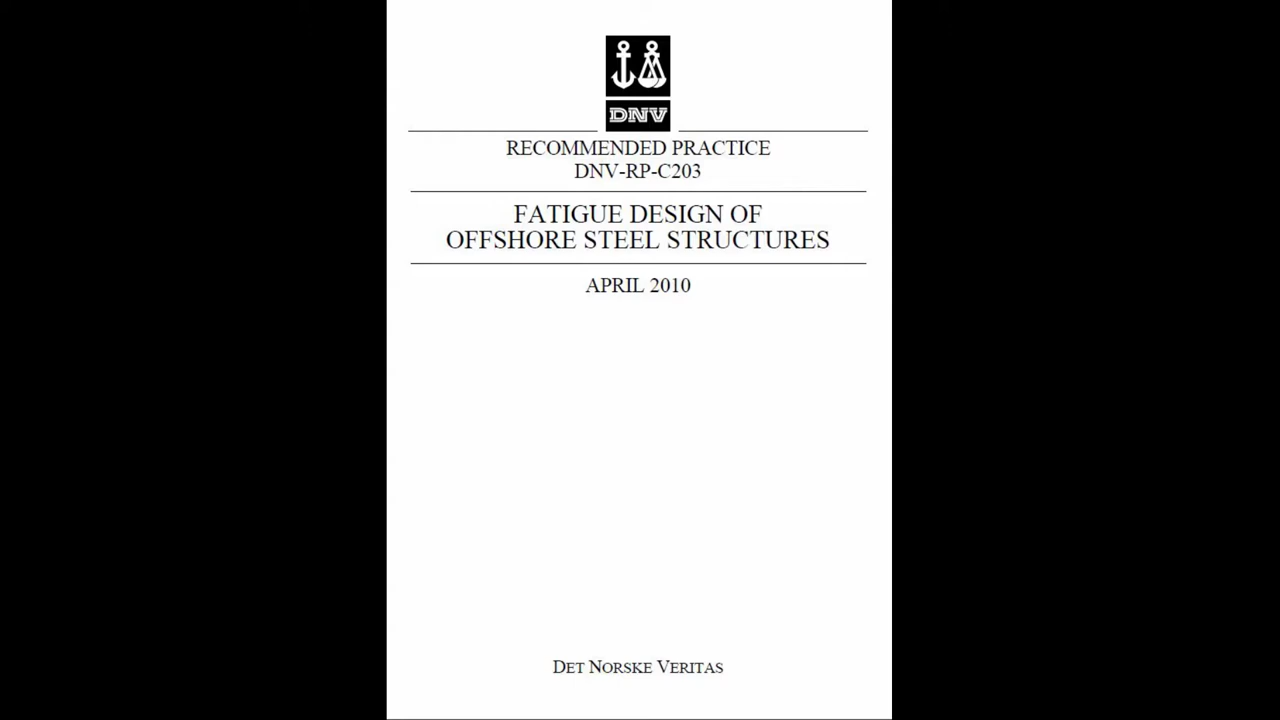 DNV
RECOMMENDED PRACTICE
DNV-RP-C203
FATIGUE DESIGN OF
OFFSHORE STEEL STRUCTURES
APRIL 2010
DET NORSKE VERITAS